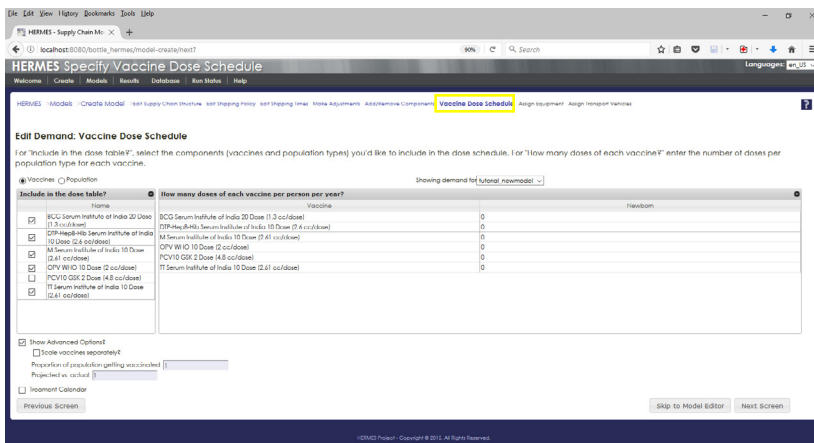 File Edit View History Bookmarks Tools Help
HERMES - Supply Chain Mo × +
localhost:8080/bottle_hermes/model-create/next? 90% Search
HERMES Specify Vaccine Dose Schedule Languages: en_US
Welcome Create Models Results Database Run Status Help
HERMES >Models >Create Model >Edit Supply Chain Structure Edit Shipping Policy Edit Shipping Times Make Adjustments Add/Remove Components Vaccine Dose Schedule Assign Equipment Assign Transport Vehicles ?
Edit Demand: Vaccine Dose Schedule
For "Include in the dose table?", select the components (vaccines and population types) you'd like to include in the dose schedule. For "How many doses of each vaccine?" enter the number of doses per
population type for each vaccine.
Vaccines Population Showing demand for tutorial_newmodel
Include in the dose table? How many doses of each vaccine per person per year?
Name Vaccine Newborn
BCG Serum Institute of India 20 Dose
(1.3 cc/dose)
DTP-HepB-Hib Serum Institute of India
10 Dose (2.6 cc/dose)
M Serum Institute of India 10 Dose
(2.61 cc/dose)
OPV WHO 10 Dose (2 cc/dose)
PCV10 GSK 2 Dose (4.8 cc/dose)
TT Serum Institute of India 10 Dose
(2.61 cc/dose)
BCG Serum Institute of India 20 Dose (1.3 cc/dose) 0
DTP-HepB-Hib Serum Institute of India 10 Dose (2.6 cc/dose) 0
M Serum Institute of India 10 Dose (2.61 cc/dose) 0
OPV WHO 10 Dose (2 cc/dose) 0
PCV10 GSK 2 Dose (4.8 cc/dose) 0
TT Serum Institute of India 10 Dose (2.61 cc/dose) 0
Show Advanced Options?
Scale vaccines separately?
Proportion of population getting vaccinated: 1
Projected vs. actual: 1
Treatment Calendar
Previous Screen Skip to Model Editor Next Screen
HERMES Project - Copyright © 2015, All Rights Reserved.